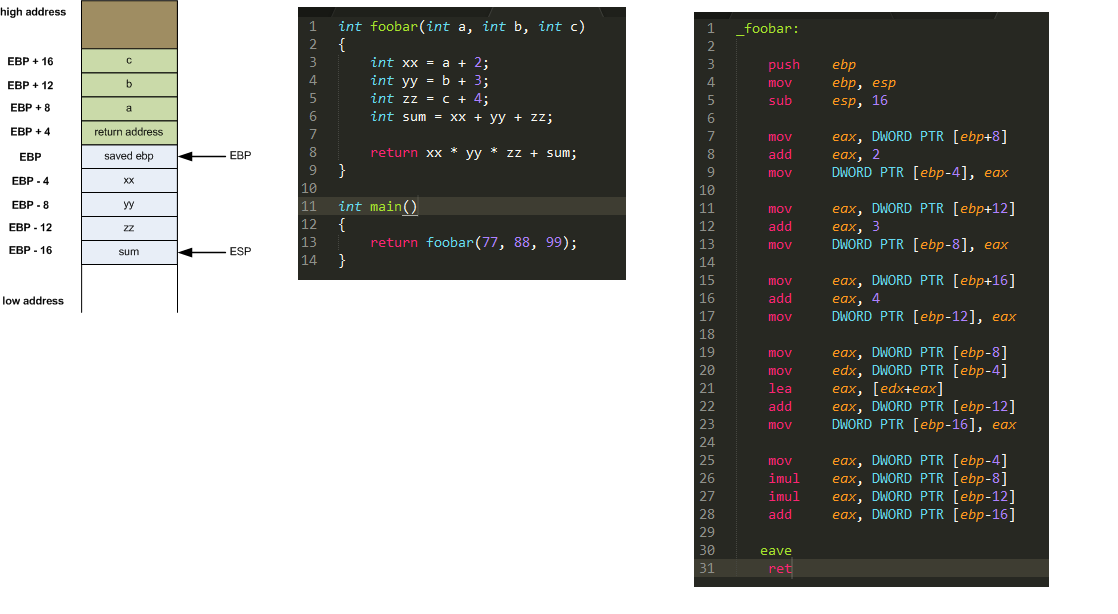 high address
EBP + 16 c
EBP + 12 b
EBP + 8 a
EBP + 4 return address
EBP saved ebp EBP
EBP - 4 xx
EBP - 8 yy
EBP - 12 zz
EBP - 16 sum ESP
low address
1 int foobar(int a, int b, int c)
2 {
3     int xx = a + 2;
4     int yy = b + 3;
5     int zz = c + 4;
6     int sum = xx + yy + zz;
7
8     return xx * yy * zz + sum;
9 }
10
11 int main()
12 {
13     return foobar(77, 88, 99);
14 }
1 _foobar:
2
3     push    ebp
4     mov     ebp, esp
5     sub     esp, 16
6
7     mov     eax, DWORD PTR [ebp+8]
8     add     eax, 2
9     mov     DWORD PTR [ebp-4], eax
10
11     mov     eax, DWORD PTR [ebp+12]
12     add     eax, 3
13     mov     DWORD PTR [ebp-8], eax
14
15     mov     eax, DWORD PTR [ebp+16]
16     add     eax, 4
17     mov     DWORD PTR [ebp-12], eax
18
19     mov     eax, DWORD PTR [ebp-8]
20     mov     edx, DWORD PTR [ebp-4]
21     lea     eax, [edx+eax]
22     add     eax, DWORD PTR [ebp-12]
23     mov     DWORD PTR [ebp-16], eax
24
25     mov     eax, DWORD PTR [ebp-4]
26     imul    eax, DWORD PTR [ebp-8]
27     imul    eax, DWORD PTR [ebp-12]
28     add     eax, DWORD PTR [ebp-16]
29
30    eave
31     ret